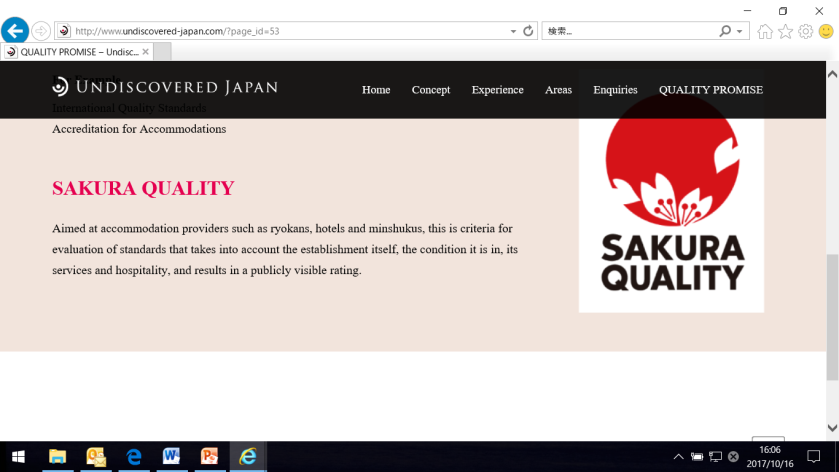 http://www.undiscovered-japan.com/?page_id=53
検索...
QUALITY PROMISE – Undisc...
For Example
UNDISCOVERED JAPAN
Home Concept Experience Areas Enquiries QUALITY PROMISE
International Quality Standards
Accreditation for Accommodations
SAKURA QUALITY
Aimed at accommodation providers such as ryokans, hotels and minshukus, this is criteria for
evaluation of standards that takes into account the establishment itself, the condition it is in, its
services and hospitality, and results in a publicly visible rating.
SAKURA
QUALITY
16:06
2017/10/16